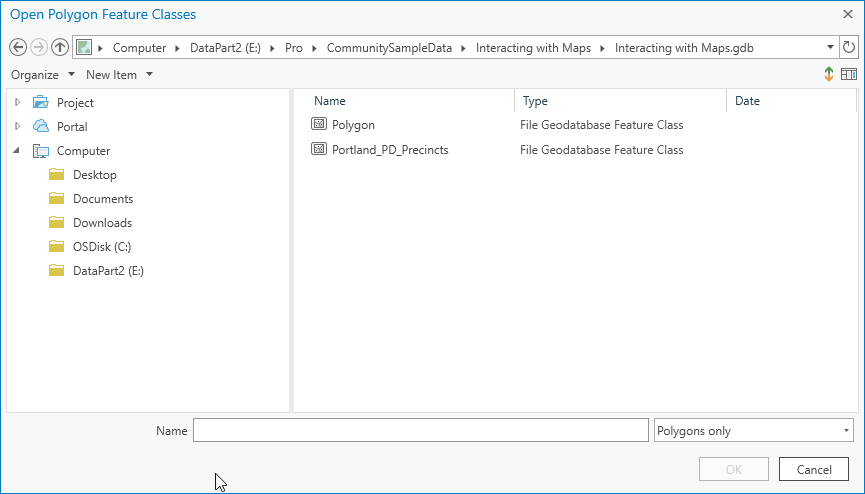 Open Polygon Feature Classes
Computer DataPart2 (E:) Pro CommunitySampleData Interacting with Maps Interacting with Maps.gdb
Organize New Item
Project
Portal
Computer
Desktop
Documents
Downloads
OSDisk (C:)
DataPart2 (E:)
Name Type Date
Polygon File Geodatabase Feature Class
Portland_PD_Precincts File Geodatabase Feature Class
Name Polygons only
OK Cancel